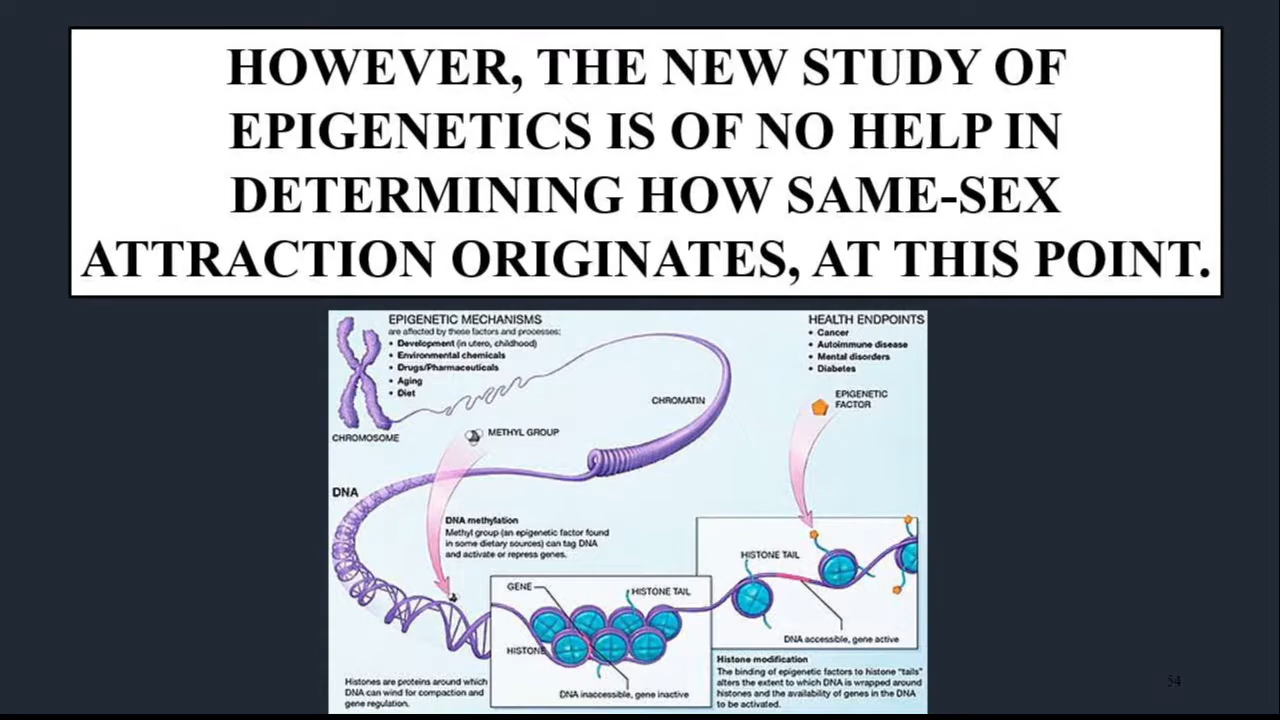 HOWEVER, THE NEW STUDY OF
EPIGENETICS IS OF NO HELP IN
DETERMINING HOW SAME-SEX
ATTRACTION ORIGINATES, AT THIS POINT.
EPIGENETIC MECHANISMS
are affected by these factors and processes:
• Development (in utero, childhood)
• Environmental chemicals
• Drugs/Pharmaceuticals
• Aging
• Diet
HEALTH ENDPOINTS
• Cancer
• Autoimmune disease
• Mental disorders
• Diabetes
EPIGENETIC
FACTOR
CHROMATIN
CHROMOSOME
METHYL GROUP
DNA
DNA methylation
Methyl group (an epigenetic factor found
in some dietary sources) can tag DNA
and activate or repress genes.
HISTONE TAIL
GENE
HISTONE TAIL
HISTONE
DNA accessible, gene active
DNA inaccessible, gene inactive
Histones are proteins around which
DNA can wind for compaction and
gene regulation.
Histone modification
The binding of epigenetic factors to histone "tails"
alters the extent to which DNA is wrapped around
histones and the availability of genes in the DNA
to be activated.
54